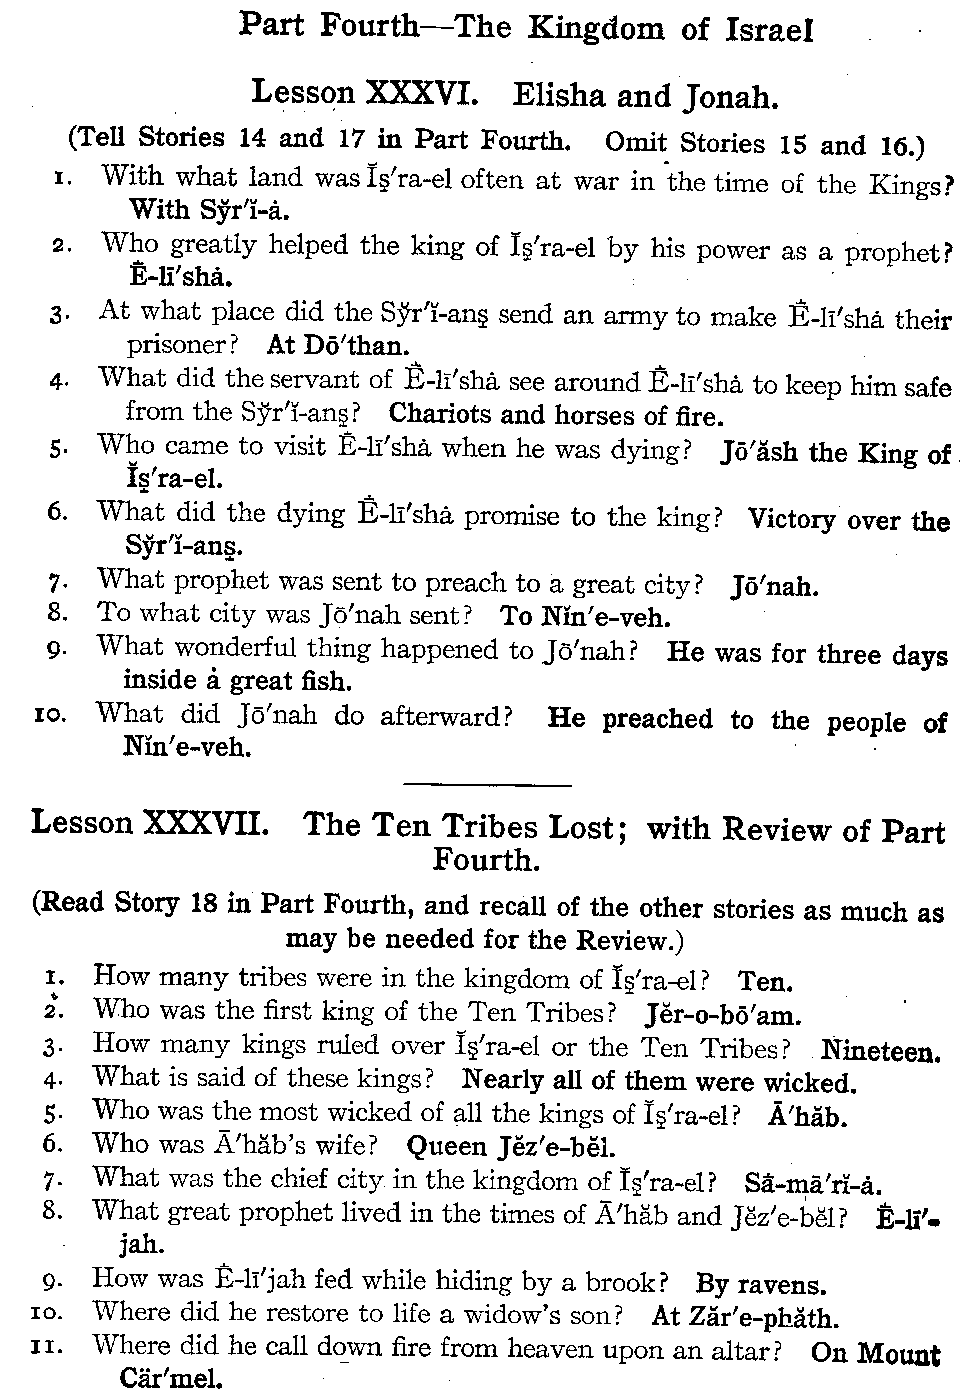 Part Fourth—The Kingdom of Israel
Lesson XXXVI. Elisha and Jonah.
(Tell Stories 14 and 17 in Part Fourth. Omit Stories 15 and 16.)
1. With what land was Ĭṣ′ra-el often at war in the time of the Kings?
With Sy̆r′ĭ-ȧ.
2. Who greatly helped the king of Ĭṣ′ra-el by his power as a prophet?
Ē̇-lī′shȧ.
3. At what place did the Sy̆r′ĭ-anṣ send an army to make Ē̇-lī′shȧ their
prisoner? At Dō′than.
4. What did the servant of Ē̇-lī′shȧ see around Ē̇-lī′shȧ to keep him safe
from the Sy̆r′ĭ-anṣ? Chariots and horses of fire.
5. Who came to visit Ē̇-lī′shȧ when he was dying? Jō′ăsh the King of
Ĭṣ′ra-el.
6. What did the dying Ē̇-lī′shȧ promise to the king? Victory over the
Sy̆r′ĭ-anṣ.
7. What prophet was sent to preach to a great city? Jō′nah.
8. To what city was Jō′nah sent? To Nĭn′e-veh.
9. What wonderful thing happened to Jō′nah? He was for three days
inside ȧ great fish.
10. What did Jō′nah do afterward? He preached to the people of
Nĭn′e-veh.
Lesson XXXVII. The Ten Tribes Lost; with Review of Part
Fourth.
(Read Story 18 in Part Fourth, and recall of the other stories as much as
may be needed for the Review.)
1. How many tribes were in the kingdom of Ĭṣ′ra-el? Ten.
2. Who was the first king of the Ten Tribes? Jĕr-o-bō′am.
3. How many kings ruled over Ĭṣ′ra-el or the Ten Tribes? Nineteen.
4. What is said of these kings? Nearly all of them were wicked.
5. Who was the most wicked of all the kings of Ĭṣ′ra-el? Ā′hăb.
6. Who was Ā′hăb's wife? Queen Jĕz′e-bĕl.
7. What was the chief city in the kingdom of Ĭṣ′ra-el? Sȧ-mā′rĭ-ȧ.
8. What great prophet lived in the times of Ā′hăb and Jĕz′e-bĕl? Ē̇-lī′-
jah.
9. How was Ē̇-lī′jah fed while hiding by a brook? By ravens.
10. Where did he restore to life a widow's son? At Zăr′e-phăth.
11. Where did he call down fire from heaven upon an altar? On Mount
Cär′mel.